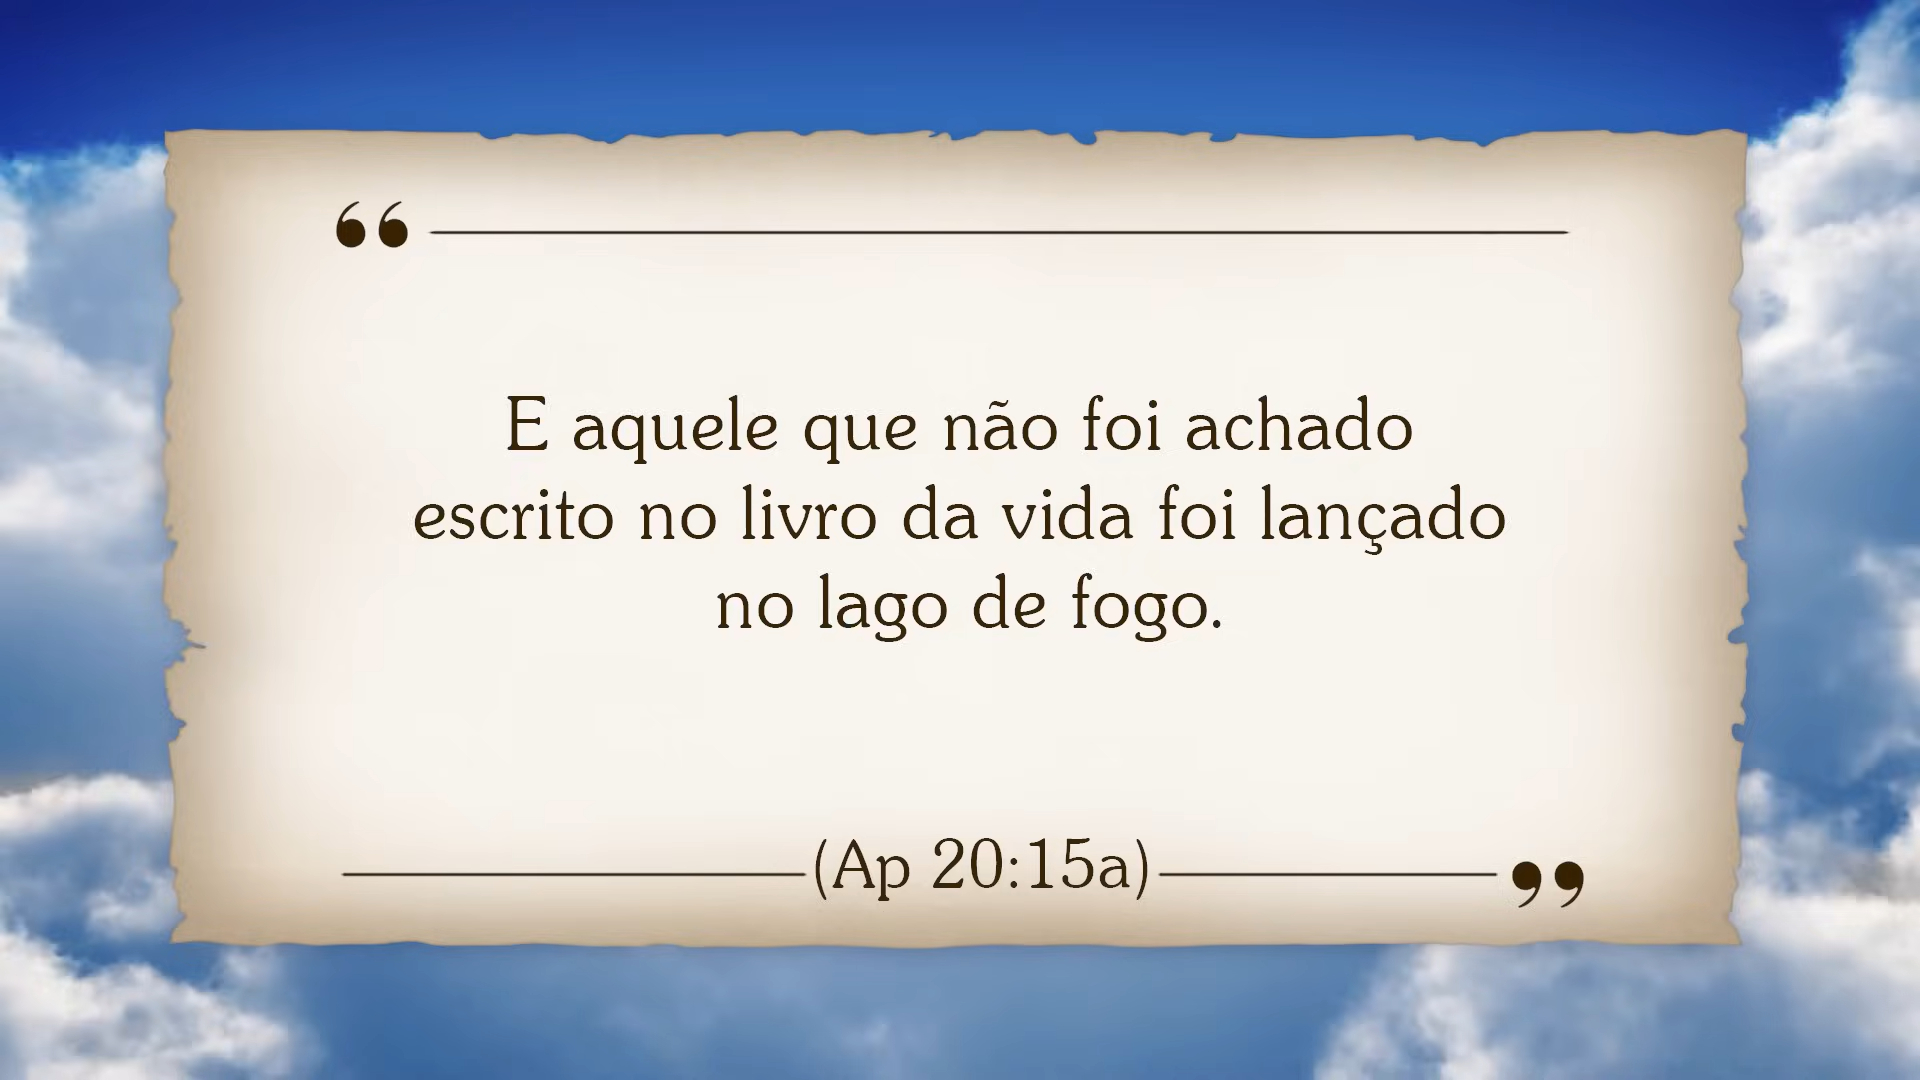 “
E aquele que não foi achado
escrito no livro da vida foi lançado
no lago de fogo.
(Ap 20:15a)
”